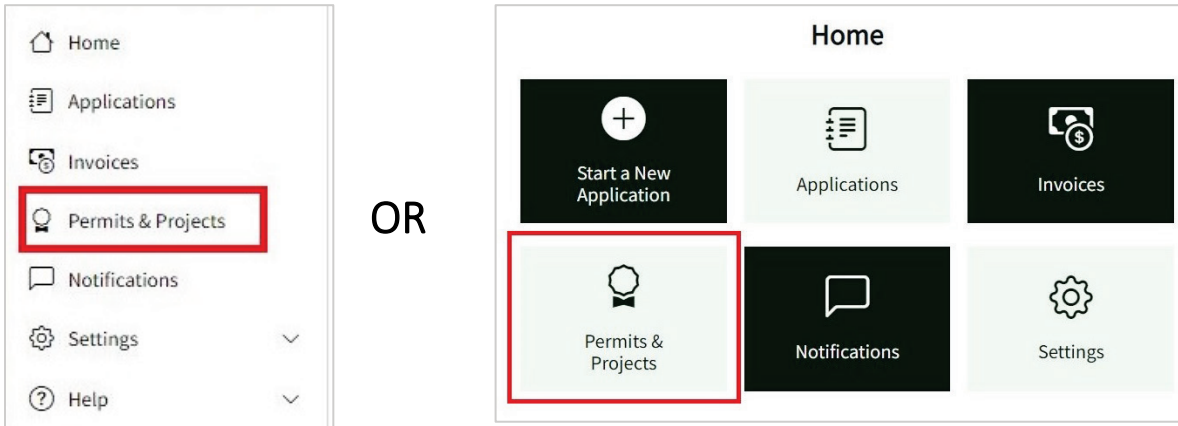 Home
Applications
Invoices
Permits & Projects
Notifications
Settings
Help
OR
Home
Start a New
Application
Applications
Invoices
Permits &
Projects
Notifications
Settings